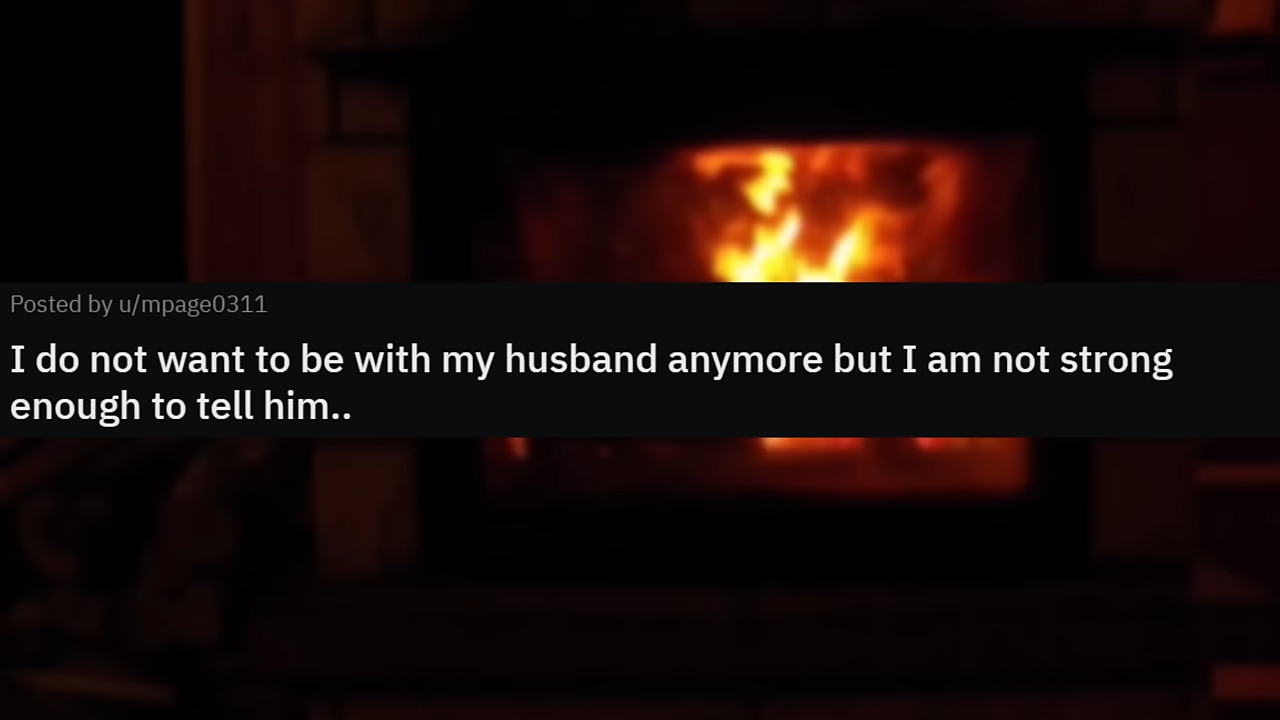 Posted by u/mpage0311
I do not want to be with my husband anymore but I am not strong
enough to tell him..